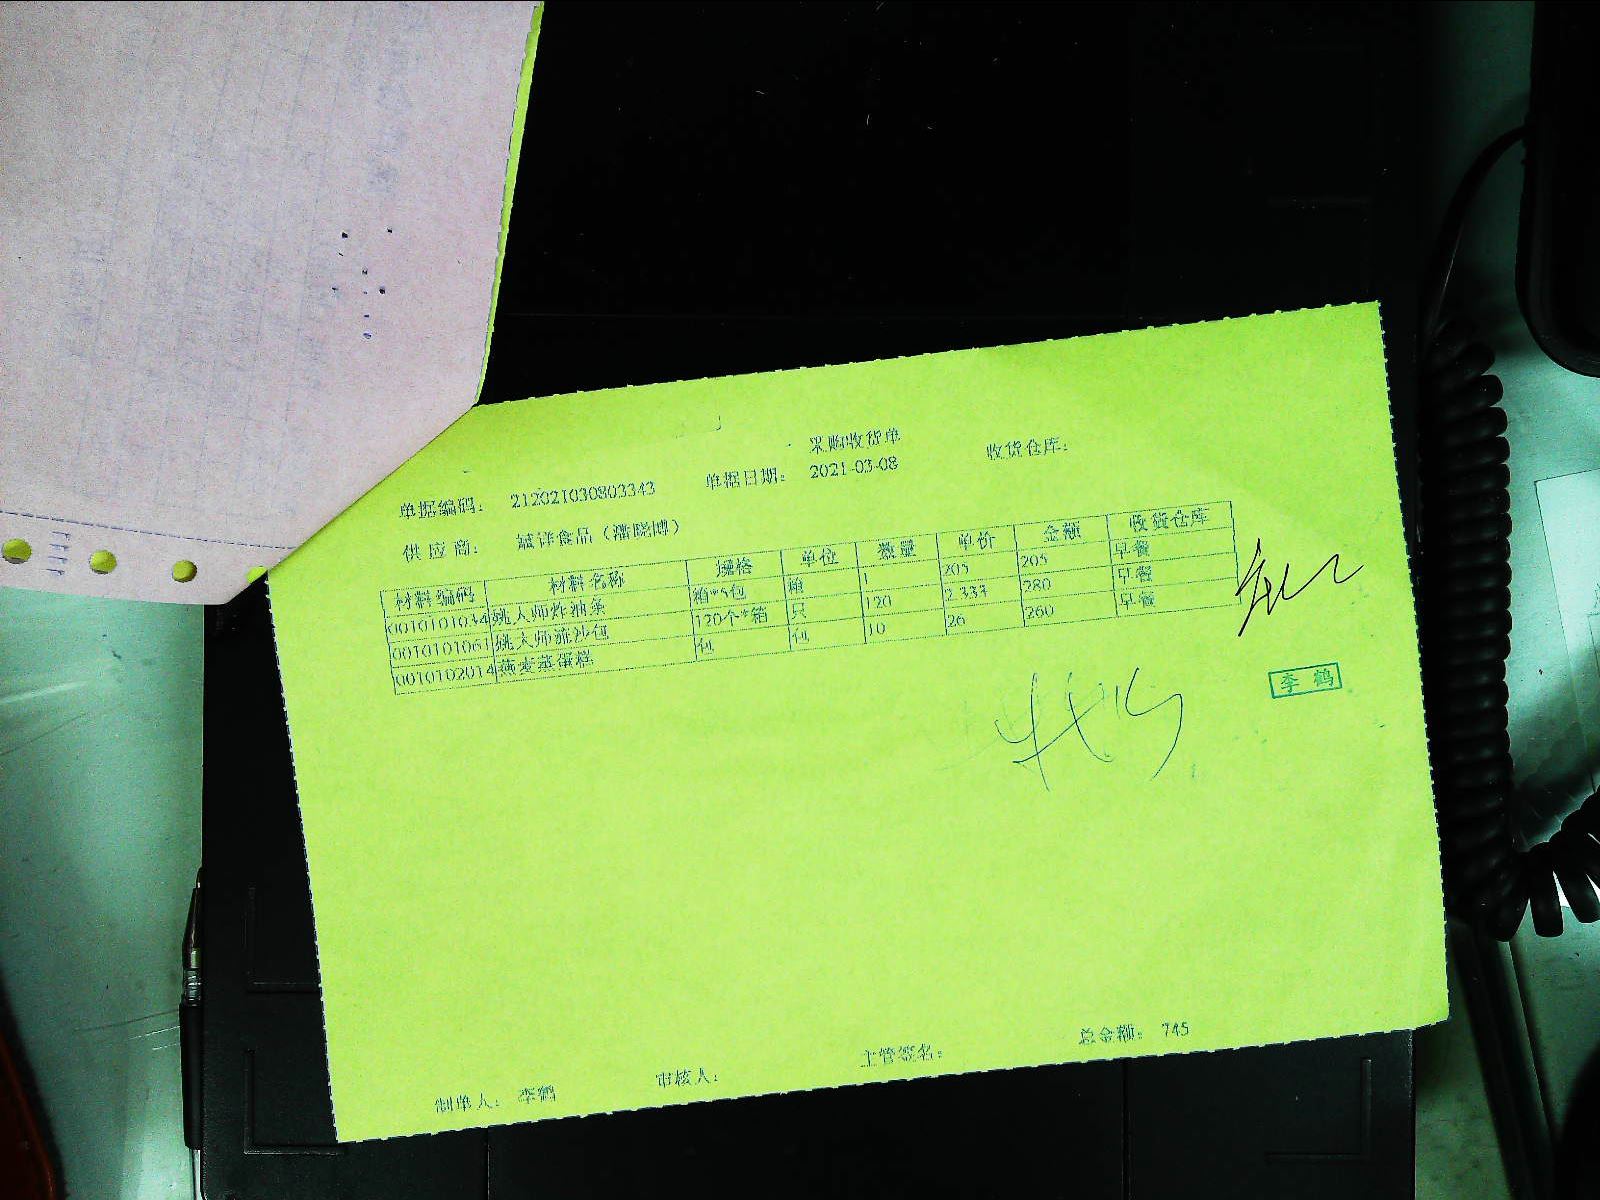 采购收货单
单据编码: 212021030803343 单据日期: 2021-03-08 收货仓库:
供应商: 诚详食品（潘晓博）
材料编码 材料名称 规格 单位 数量 单价 金额 收货仓库
0010101034 姚大师炸油条 箱*5包 箱 1 205 205 早餐
0010101061 姚大师流沙包 120个*箱 只 120 2.333 280 早餐
0010102014 燕麦蒸蛋糕 包 包 10 26 260 早餐
李鹤
制单人: 李鹤 审核人: 主管签名: 总金额: 745